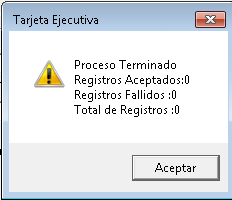 Tarjeta Ejecutiva
Proceso Terminado
Registros Aceptados:0
Registros Fallidos :0
Total de Registros :0
Aceptar